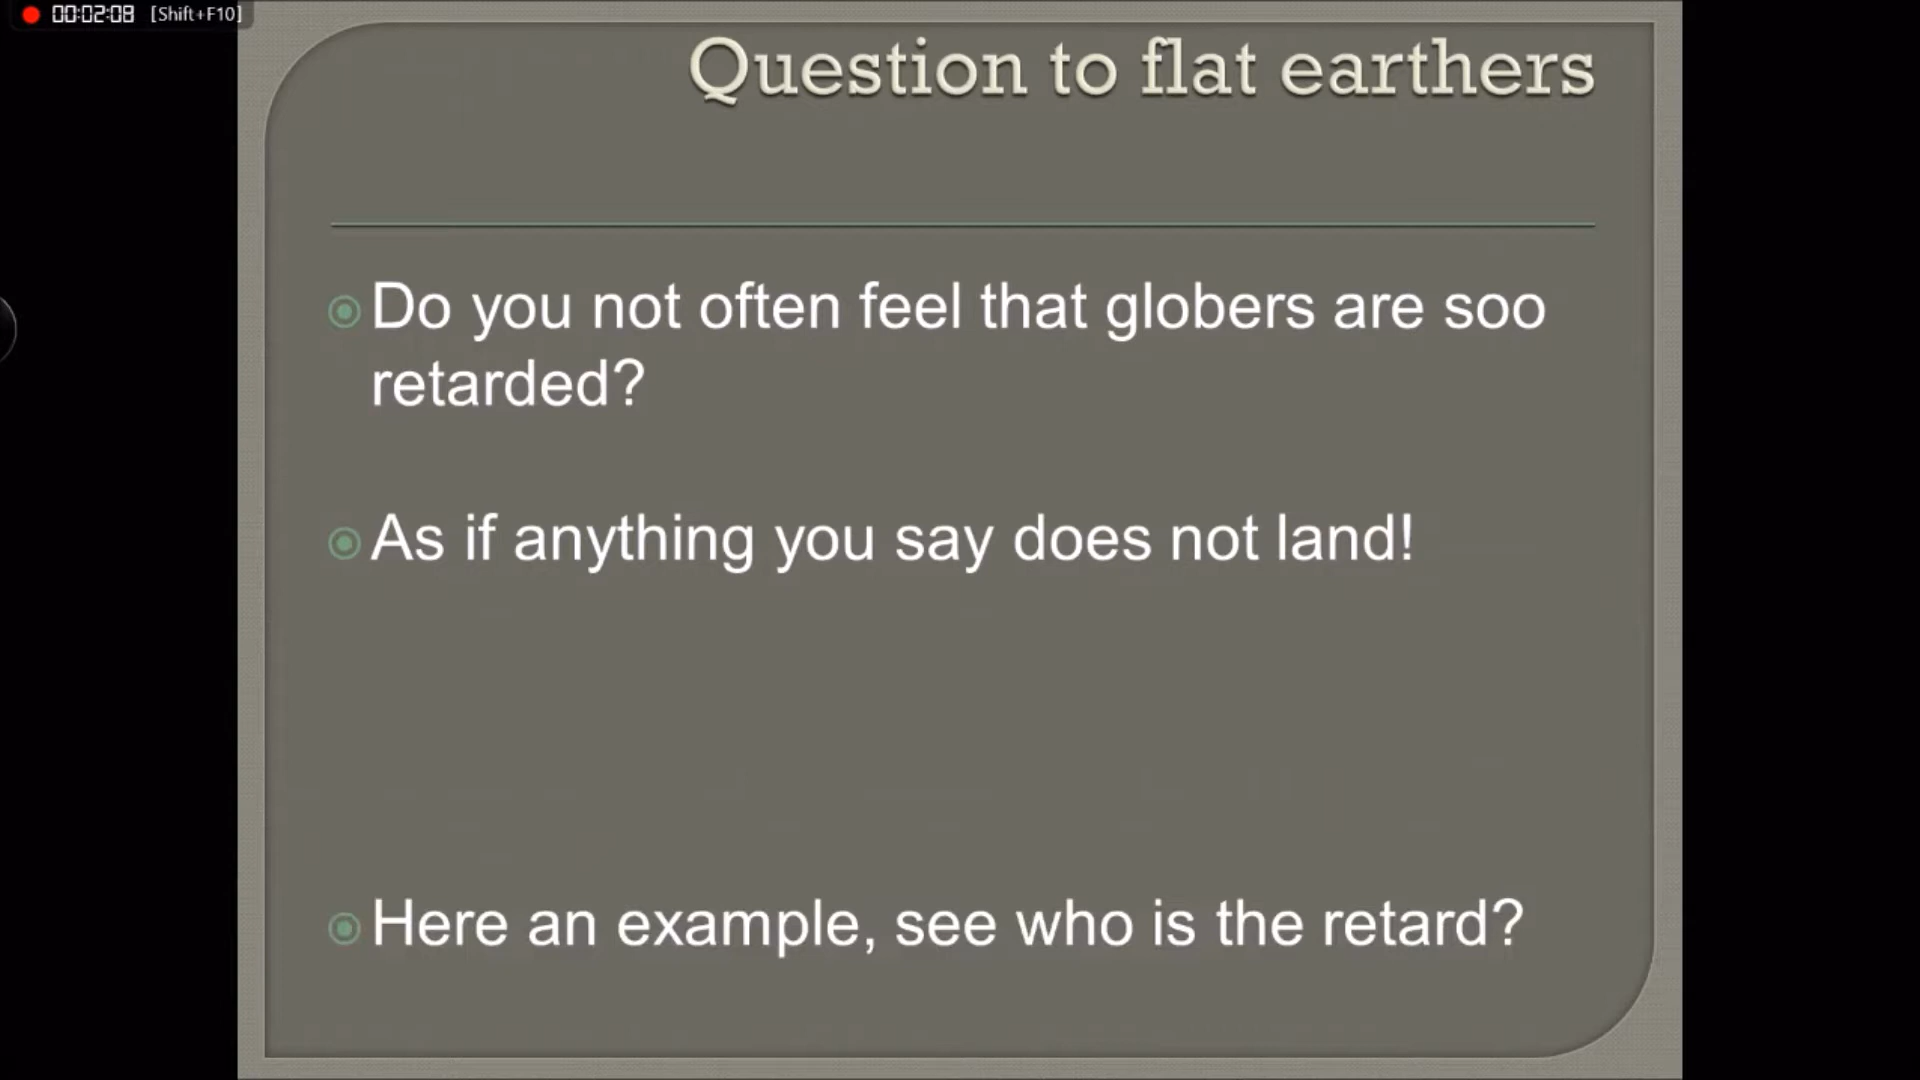 00:02:08 [Shift+F10]
Question to flat earthers
Do you not often feel that globers are soo
retarded?
As if anything you say does not land!
Here an example, see who is the retard?